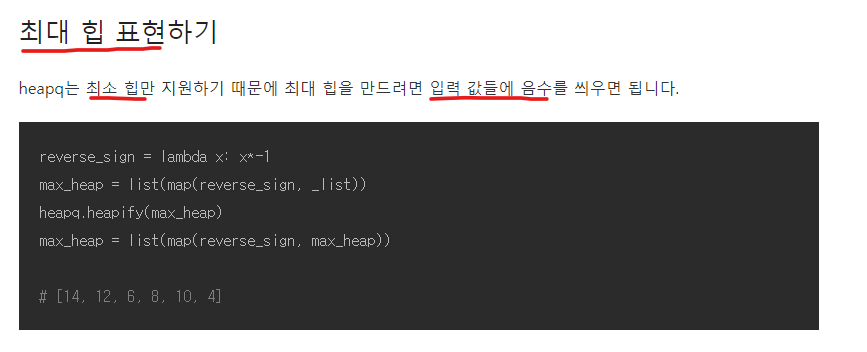 최대 힙 표현하기
heapq는 최소 힙만 지원하기 때문에 최대 힙을 만드려면 입력 값들에 음수를 씌우면 됩니다.
reverse_sign = lambda x: x*-1
max_heap = list(map(reverse_sign, _list))
heapq.heapify(max_heap)
max_heap = list(map(reverse_sign, max_heap))
# [14, 12, 6, 8, 10, 4]